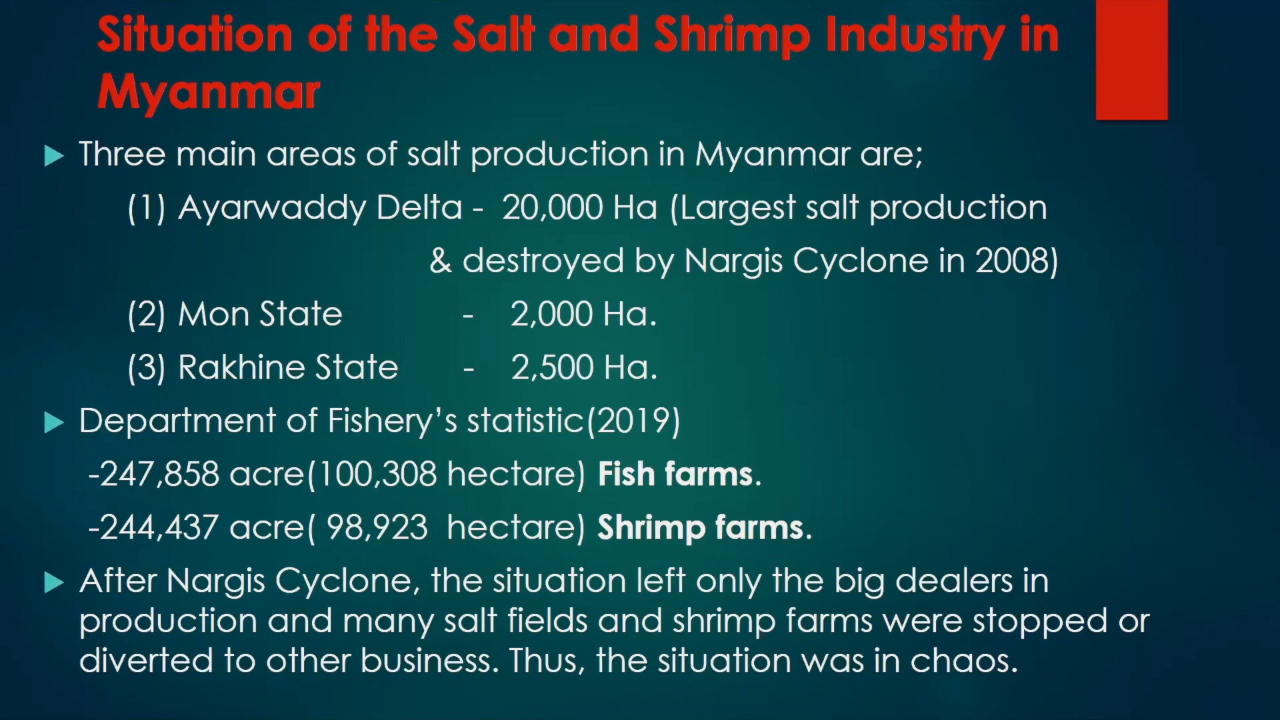 Situation of the Salt and Shrimp Industry in
Myanmar
Three main areas of salt production in Myanmar are;
(1) Ayarwaddy Delta - 20,000 Ha (Largest salt production
& destroyed by Nargis Cyclone in 2008)
(2) Mon State - 2,000 Ha.
(3) Rakhine State - 2,500 Ha.
Department of Fishery's statistic(2019)
-247,858 acre(100,308 hectare) Fish farms.
-244,437 acre( 98,923 hectare) Shrimp farms.
After Nargis Cyclone, the situation left only the big dealers in
production and many salt fields and shrimp farms were stopped or
diverted to other business. Thus, the situation was in chaos.